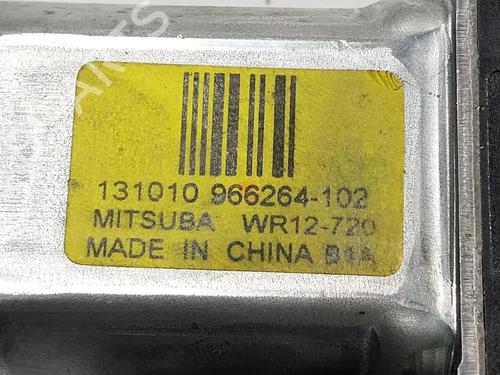 131010 966264-102
MITSUBA WR12-720
MADE IN CHINA B1A